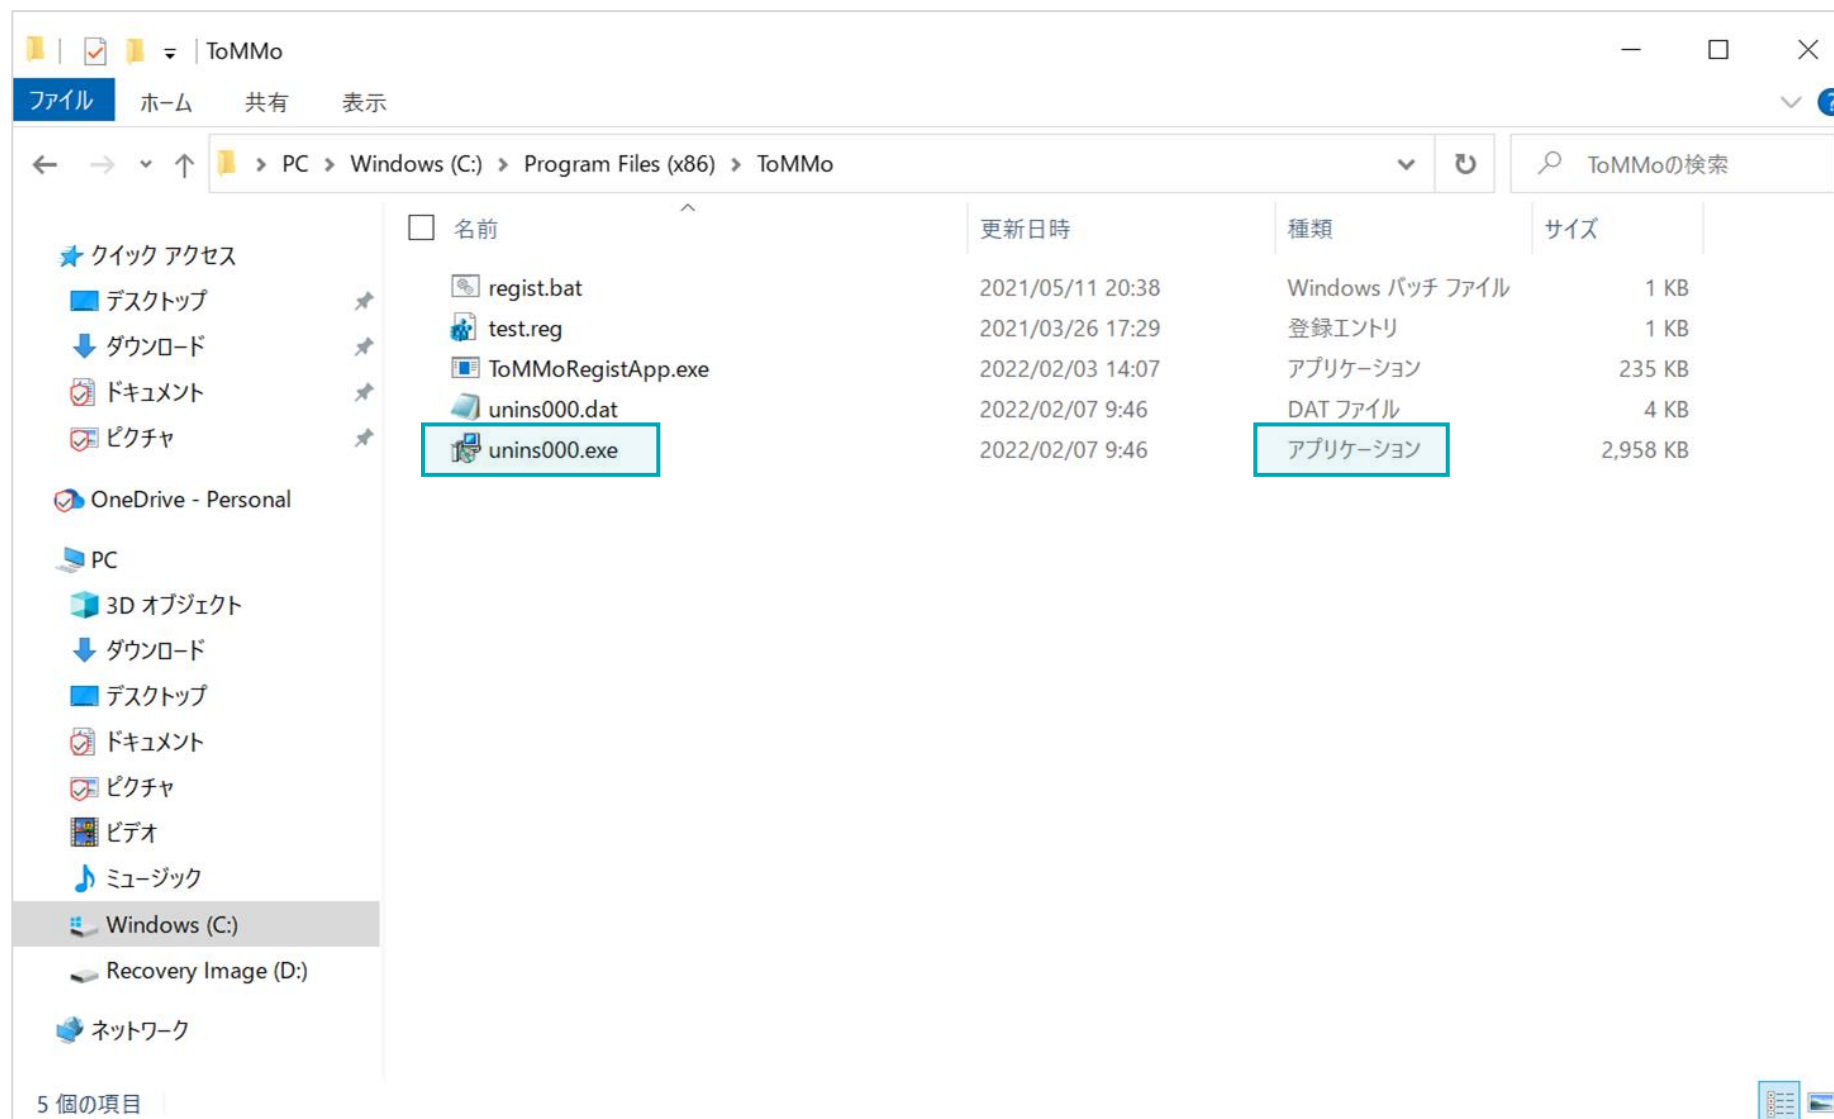 ToMMo
ファイル ホーム 共有 表示
PC Windows (C:) Program Files (x86) ToMMo ToMMoの検索
名前 更新日時 種類 サイズ
クイック アクセス
デスクトップ
ダウンロード
ドキュメント
ピクチャ
OneDrive - Personal
PC
3D オブジェクト
ダウンロード
デスクトップ
ドキュメント
ピクチャ
ビデオ
ミュージック
Windows (C:)
Recovery Image (D:)
ネットワーク
regist.bat 2021/05/11 20:38 Windows バッチ ファイル 1 KB
test.reg 2021/03/26 17:29 登録エントリ 1 KB
ToMMoRegistApp.exe 2022/02/03 14:07 アプリケーション 235 KB
unins000.dat 2022/02/07 9:46 DAT ファイル 4 KB
unins000.exe 2022/02/07 9:46 アプリケーション 2,958 KB
5 個の項目